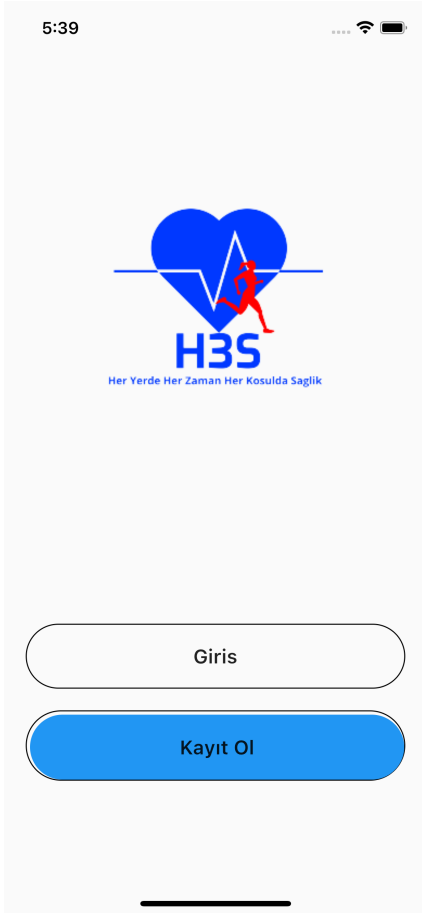 5:39
H3S
Her Yerde Her Zaman Her Kosulda Saglik
Giris
Kayıt Ol